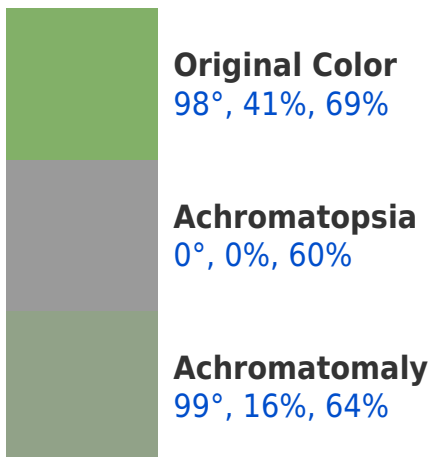 Original Color
98°, 41%, 69%
Achromatopsia
0°, 0%, 60%
Achromatomaly
99°, 16%, 64%